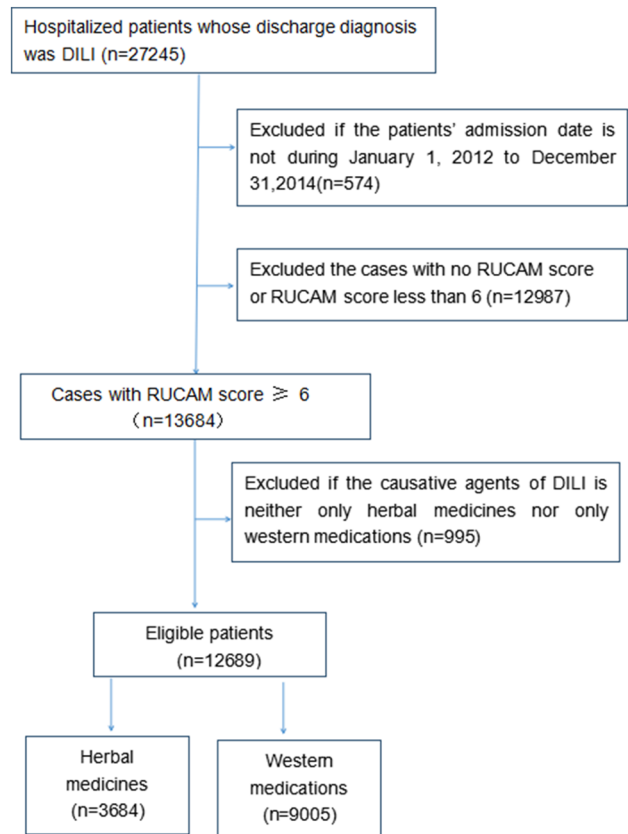 Hospitalized patients whose discharge diagnosis
was DILI (n=27245)
Excluded if the patients’ admission date is
not during January 1, 2012 to December
31,2014(n=574)
Excluded the cases with no RUCAM score
or RUCAM score less than 6 (n=12987)
Cases with RUCAM score ≥ 6
（n=13684）
Excluded if the causative agents of DILI is
neither only herbal medicines nor only
western medications (n=995)
Eligible patients
(n=12689)
Herbal
medicines
(n=3684)
Western
medications
(n=9005)